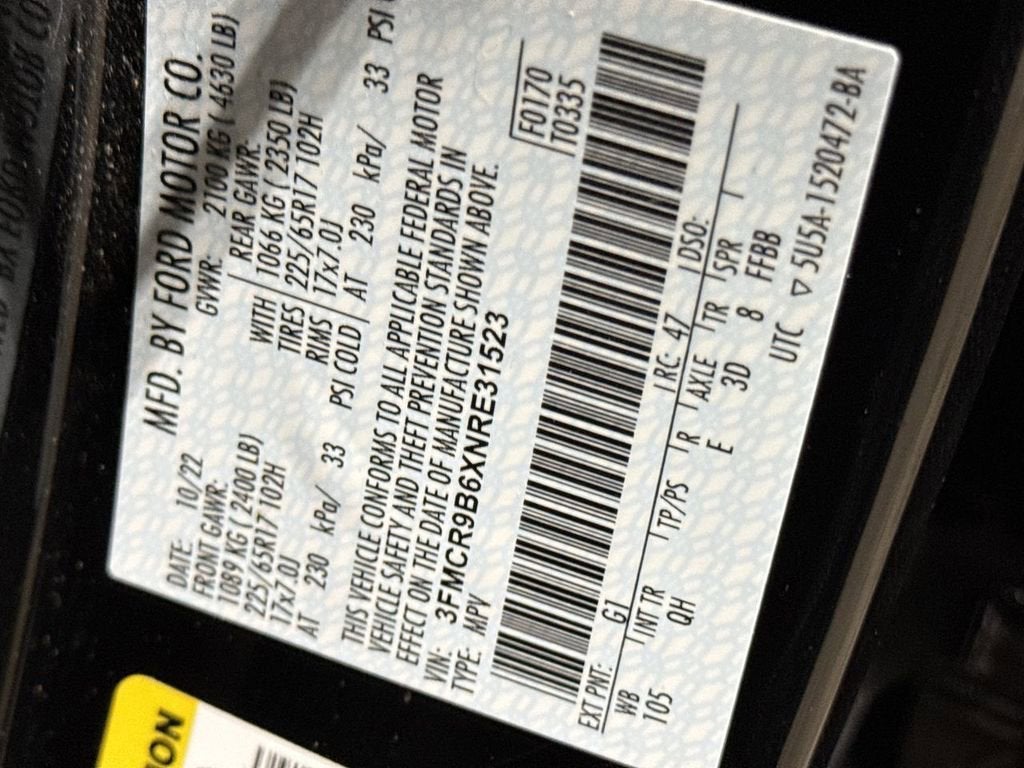 MFD. BY FORD MOTOR CO.
DATE: 10/22 GVWR: 2100 KG ( 4630 LB)
FRONT GAWR: REAR GAWR:
1089 KG ( 2400 LB) WITH 1066 KG ( 2350 LB)
225/65R17 102H TIRES 225/65R17 102H
17x7.0J RIMS 17x7.0J
AT 230 kPa/ 33 PSI COLD AT 230 kPa/ 33 PSI
THIS VEHICLE CONFORMS TO ALL APPLICABLE FEDERAL MOTOR
VEHICLE SAFETY AND THEFT PREVENTION STANDARDS IN
EFFECT ON THE DATE OF MANUFACTURE SHOWN ABOVE.
VIN: 3FMCR9B6XNRE31523
TYPE: MPV
F0170
T0335
EXT PNT: G1 RC: 47 DSO:
WB INT TR TP/PS R AXLE TR SPR
105 QH E 3D 8 FFBB
UTC ▽ 5U5A-1520472-BA
ION